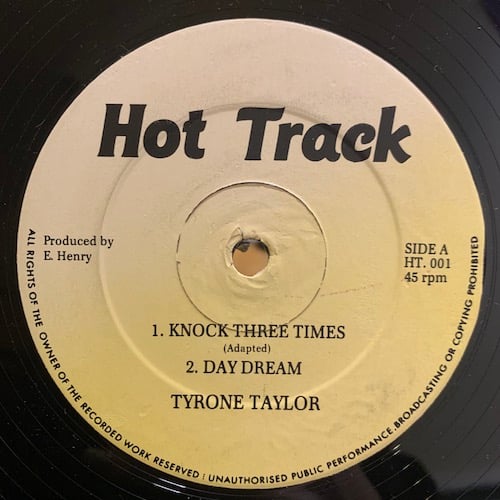 Hot Track
Produced by
E. Henry
SIDE A
HT. 001
45 rpm
1. KNOCK THREE TIMES
(Adapted)
2. DAY DREAM
TYRONE TAYLOR
ALL RIGHTS OF THE OWNER OF THE RECORDED WORK RESERVED : UNAUTHORISED PUBLIC PERFORMANCE.BROADCASTING OR COPYING PROHIBITED